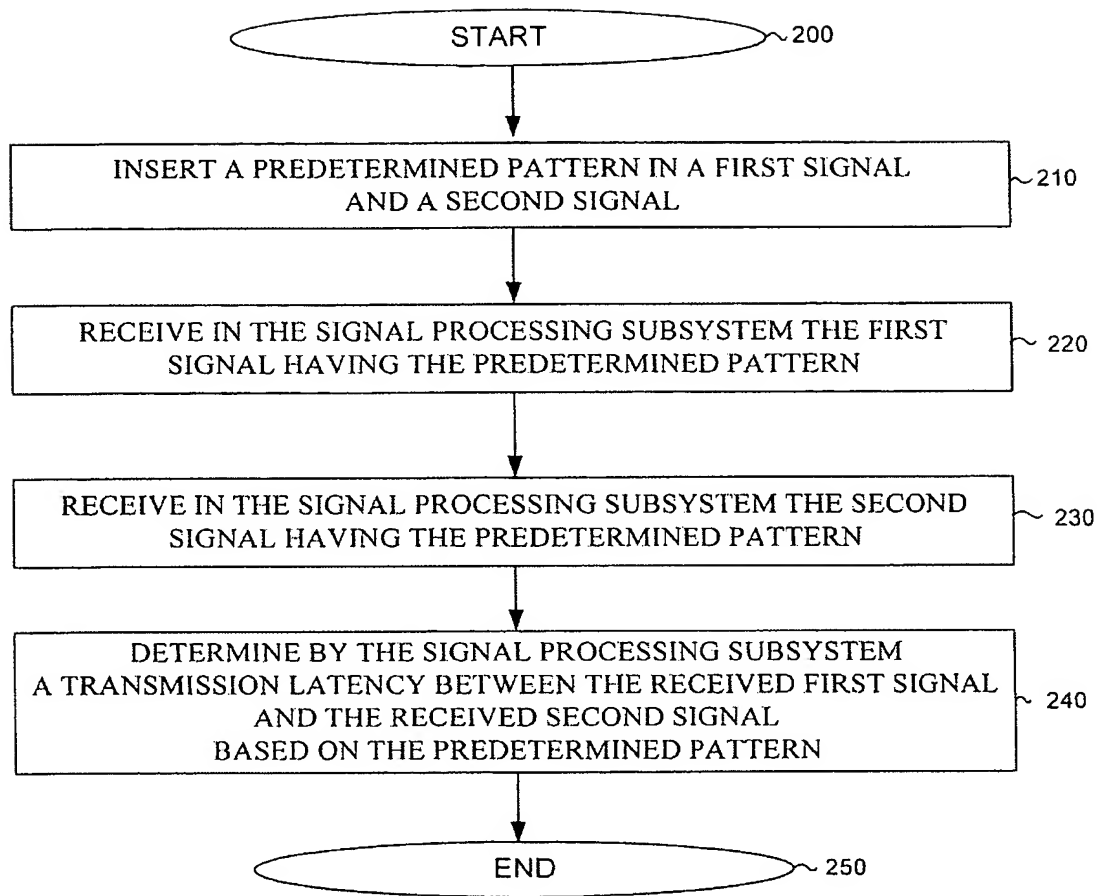 START
200
INSERT A PREDETERMINED PATTERN IN A FIRST SIGNAL
AND A SECOND SIGNAL
210
RECEIVE IN THE SIGNAL PROCESSING SUBSYSTEM THE FIRST
SIGNAL HAVING THE PREDETERMINED PATTERN
220
RECEIVE IN THE SIGNAL PROCESSING SUBSYSTEM THE SECOND
SIGNAL HAVING THE PREDETERMINED PATTERN
230
DETERMINE BY THE SIGNAL PROCESSING SUBSYSTEM
A TRANSMISSION LATENCY BETWEEN THE RECEIVED FIRST SIGNAL
AND THE RECEIVED SECOND SIGNAL
BASED ON THE PREDETERMINED PATTERN
240
END
250